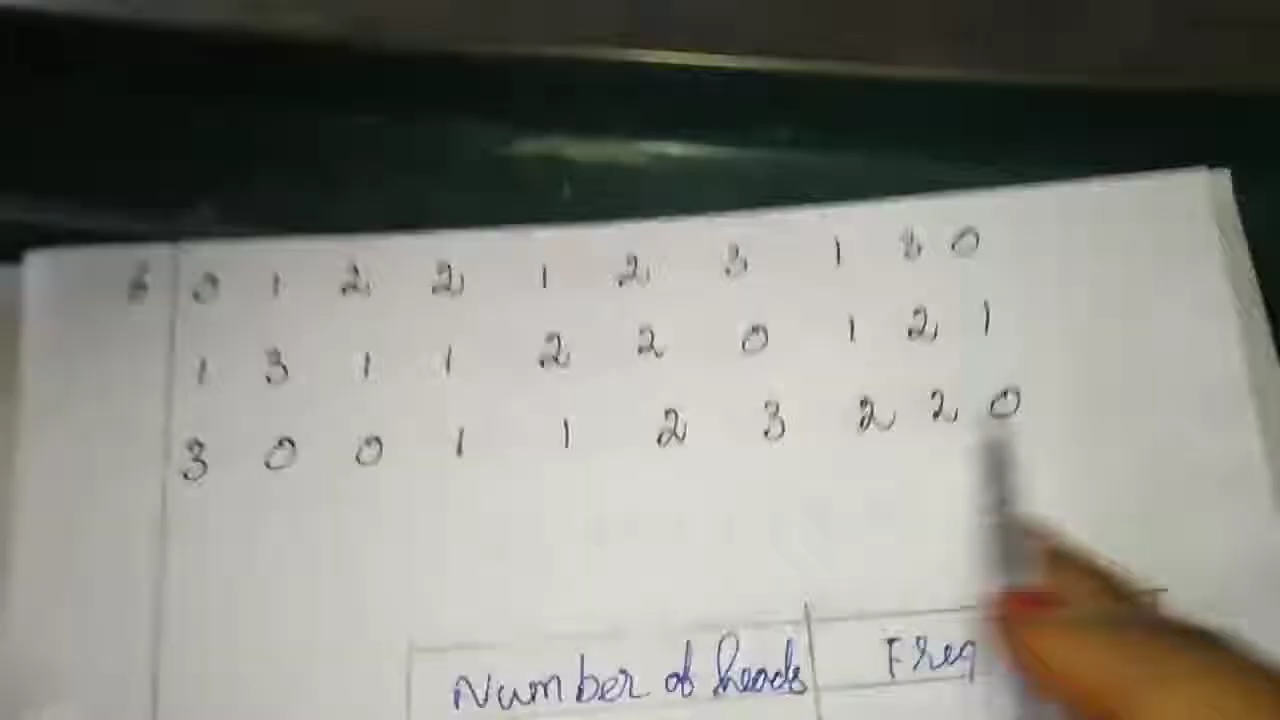 0 1 2 2 1 2 3 1 3 0
1 3 1 1 2 2 0 1 2 1
3 0 0 1 1 2 3 2 2 0
Number of heads Freq